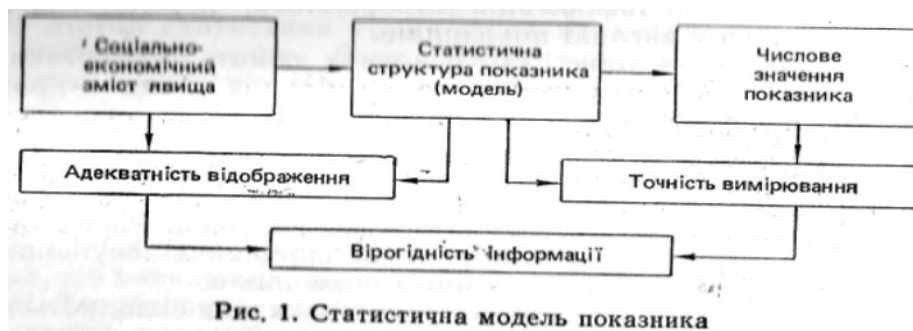 Соціально-
економічний
зміст явища
Статистична
структура показника
(модель)
Числове
значення
показника
Адекватність відображення
Точність вимірювання
Вірогідність інформації
Рис. 1. Статистична модель показника